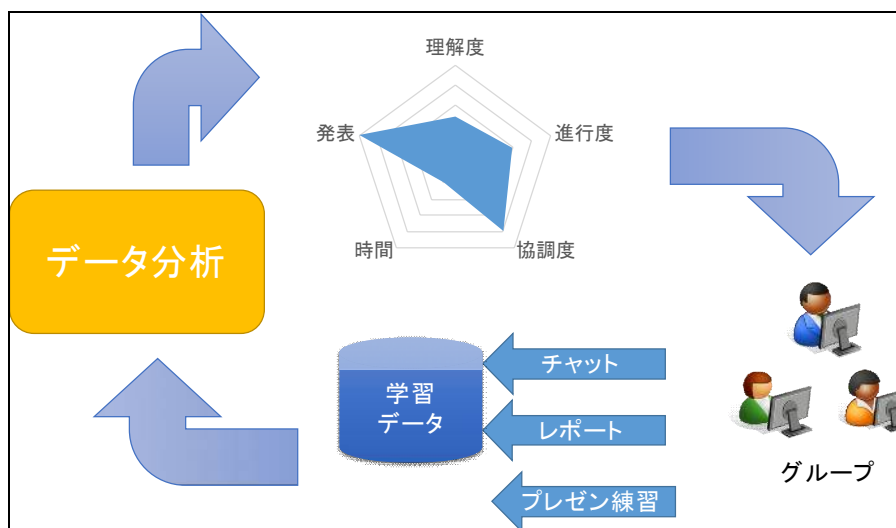 理解度
発表
進行度
時間
協調度
データ分析
チャット
学習
データ
レポート
グループ
プレゼン練習